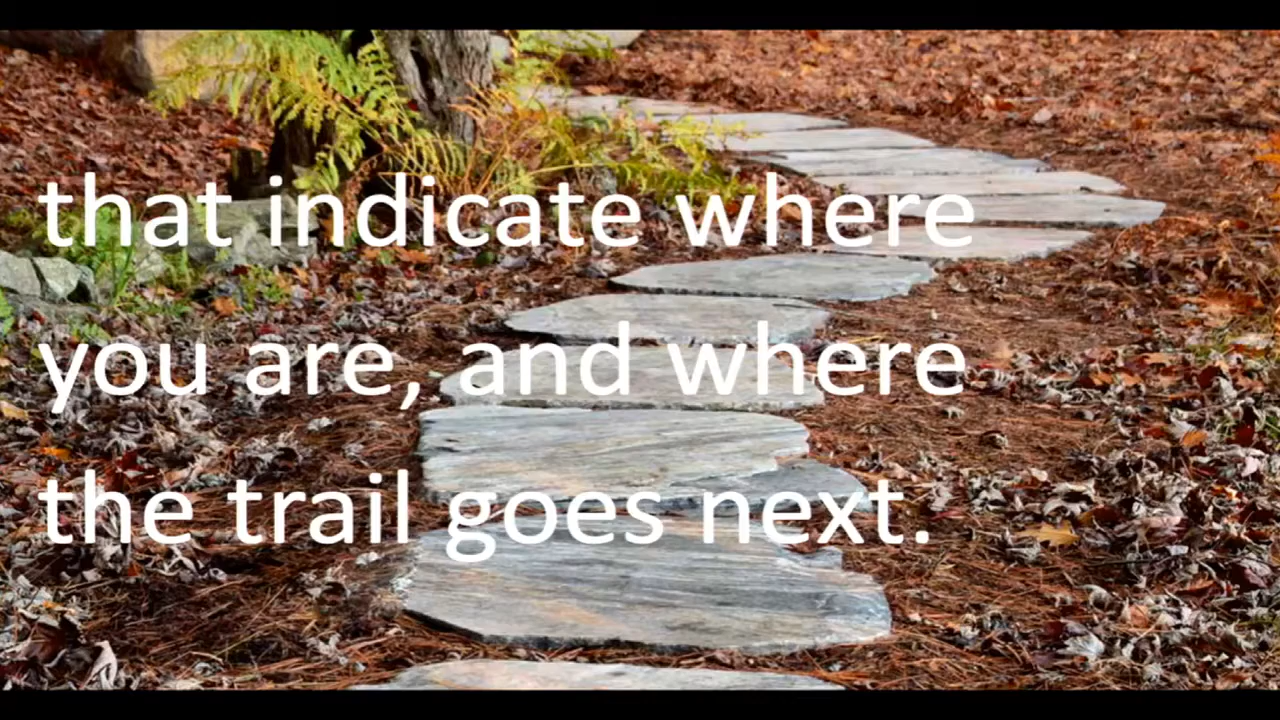 that indicate where
you are, and where
the trail goes next.